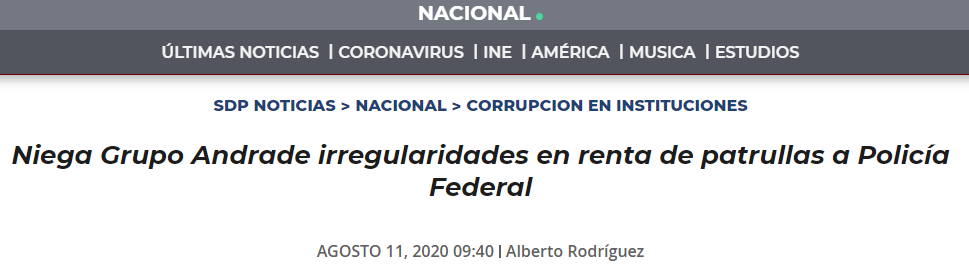 NACIONAL
ÚLTIMAS NOTICIAS | CORONAVIRUS | INE | AMÉRICA | MUSICA | ESTUDIOS
SDP NOTICIAS > NACIONAL > CORRUPCION EN INSTITUCIONES
Niega Grupo Andrade irregularidades en renta de patrullas a Policía
Federal
AGOSTO 11, 2020 09:40 | Alberto Rodríguez